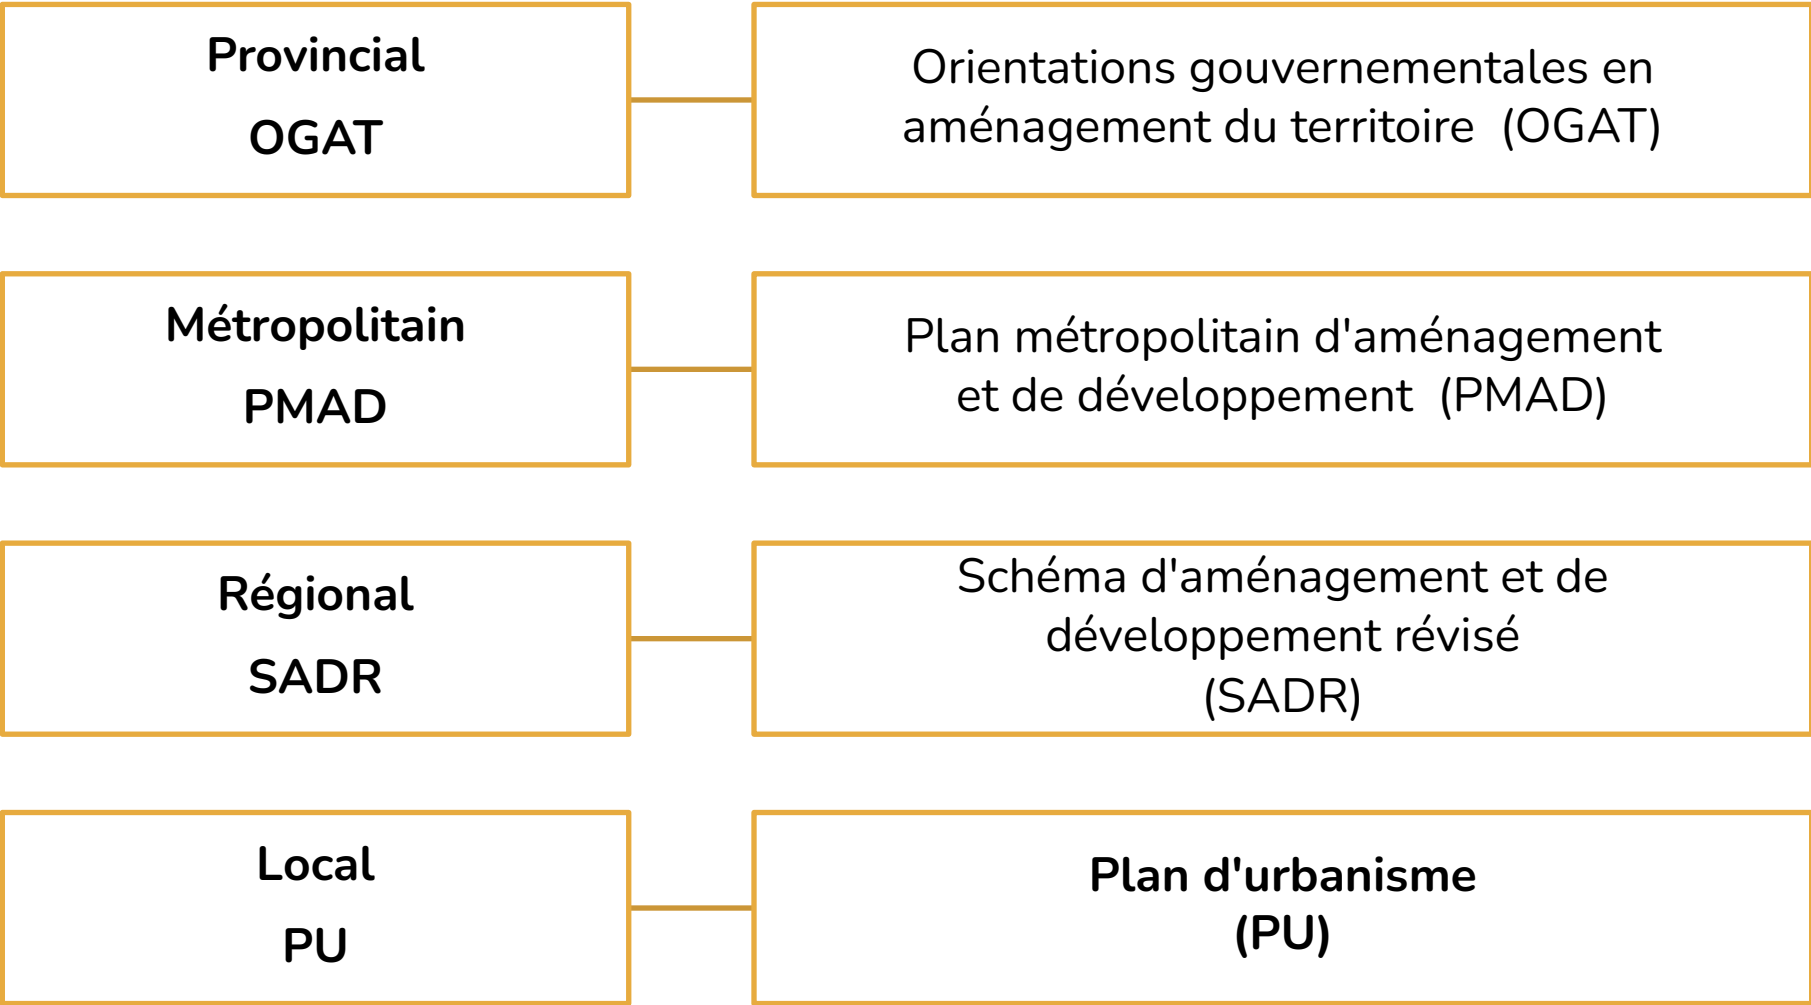 Provincial
OGAT
Orientations gouvernementales en
aménagement du territoire (OGAT)
Métropolitain
PMAD
Plan métropolitain d'aménagement
et de développement (PMAD)
Régional
SADR
Schéma d'aménagement et de
développement révisé
(SADR)
Local
PU
Plan d'urbanisme
(PU)